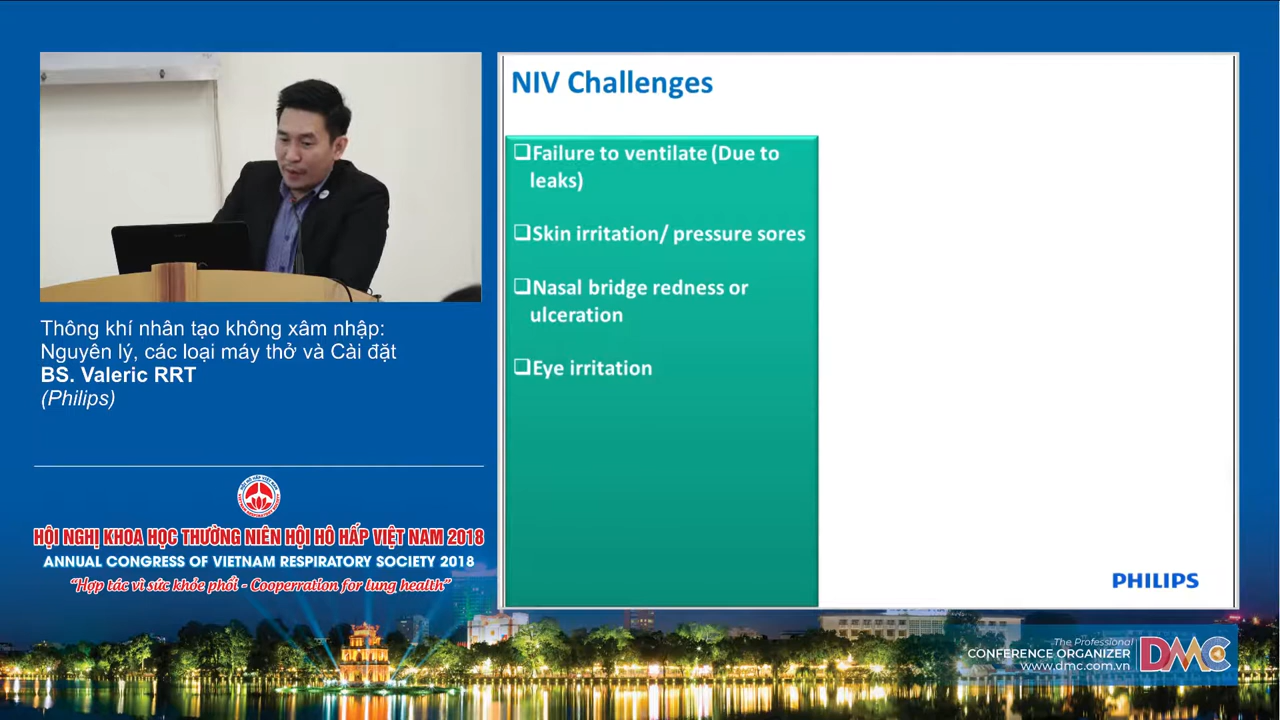 Thông khí nhân tạo không xâm nhập:
Nguyên lý, các loại máy thở và Cài đặt
BS. Valeric RRT
(Philips)
HỘI NGHỊ KHOA HỌC THƯỜNG NIÊN HỘI HÔ HẤP VIỆT NAM 2018
ANNUAL CONGRESS OF VIETNAM RESPIRATORY SOCIETY 2018
“Hợp tác vì sức khỏe phổi - Cooperration for lung health”
NIV Challenges
❑Failure to ventilate (Due to
leaks)
❑Skin irritation/ pressure sores
❑Nasal bridge redness or
ulceration
❑Eye irritation
PHILIPS
The Professional
CONFERENCE ORGANIZER
www.dmc.com.vn
DMC